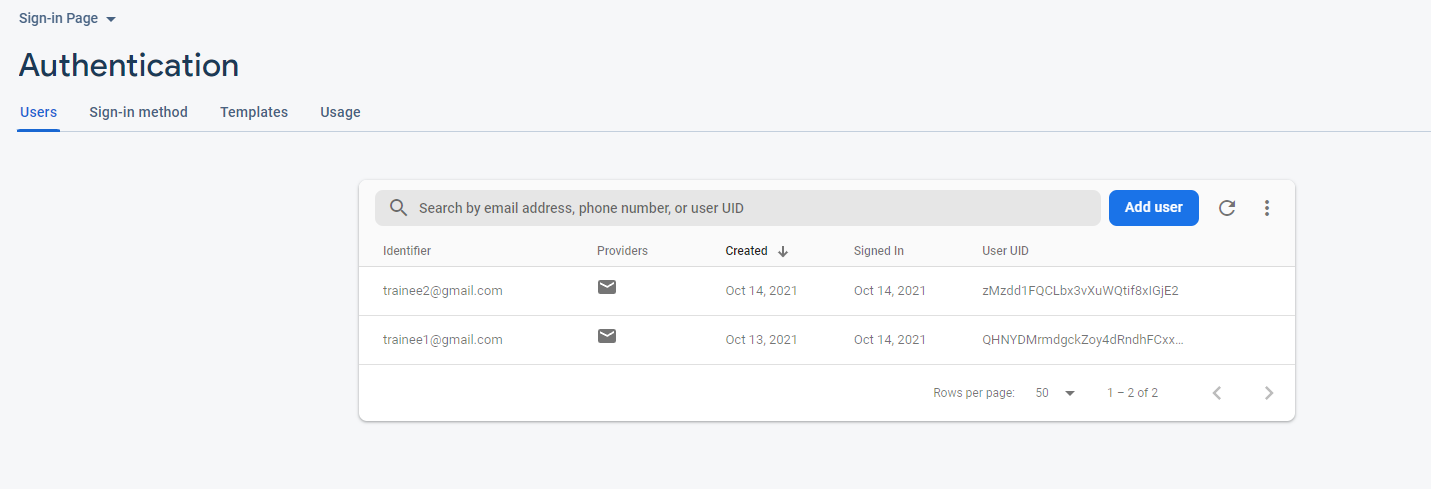 Sign-in Page
Authentication
Users Sign-in method Templates Usage
Search by email address, phone number, or user UID Add user
Identifier Providers Created Signed In User UID
trainee2@gmail.com Oct 14, 2021 Oct 14, 2021 zMzdd1FQCLbx3vXuWQtif8xIGjE2
trainee1@gmail.com Oct 13, 2021 Oct 14, 2021 QHNYDMrmdgckZoy4dRndhFCxx...
Rows per page: 50 1 – 2 of 2